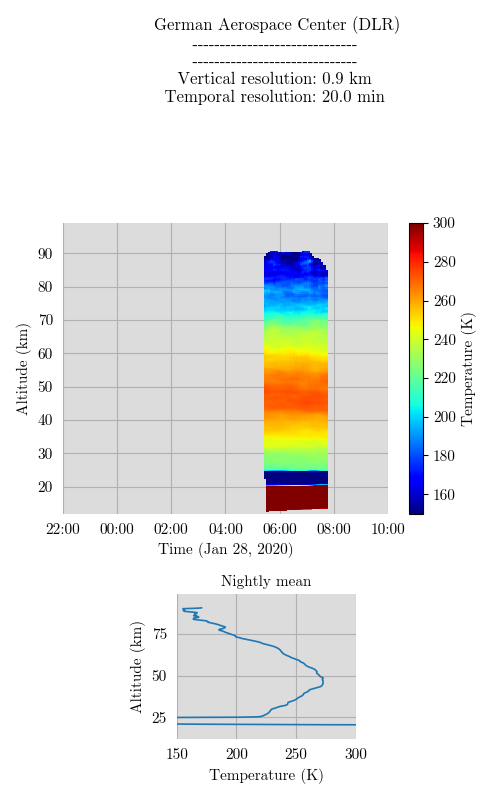 German Aerospace Center (DLR)
------------------------------
------------------------------
Vertical resolution: 0.9 km
Temporal resolution: 20.0 min
90
80
70
60
50
40
30
20
Altitude (km)
22:00 00:00 02:00 04:00 06:00 08:00 10:00
Time (Jan 28, 2020)
300
280
260
240
220
200
180
160
Temperature (K)
Nightly mean
75
50
25
Altitude (km)
150 200 250 300
Temperature (K)